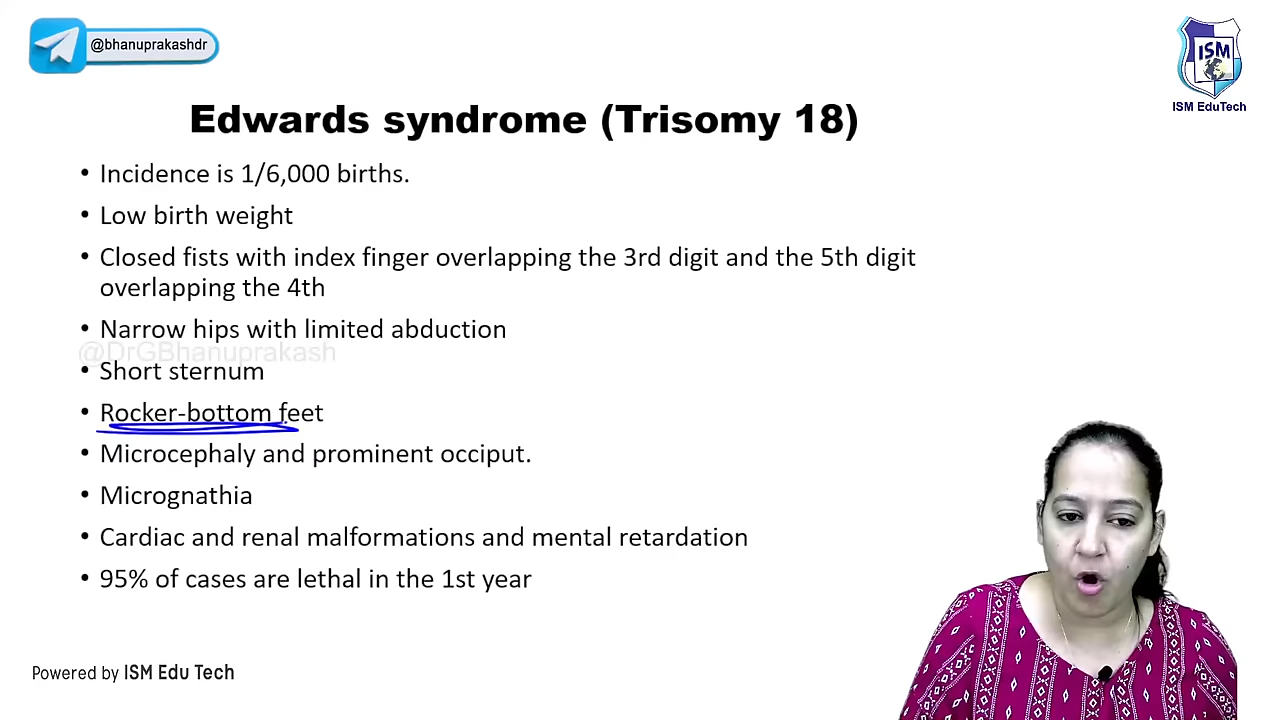 @bhanuprakashdr
ISM
ISM EduTech
Edwards syndrome (Trisomy 18)
• Incidence is 1/6,000 births.
• Low birth weight
• Closed fists with index finger overlapping the 3rd digit and the 5th digit
overlapping the 4th
• Narrow hips with limited abduction
@DrGBhanuprakash
• Short sternum
• Rocker-bottom feet
• Microcephaly and prominent occiput.
• Micrognathia
• Cardiac and renal malformations and mental retardation
• 95% of cases are lethal in the 1st year
Powered by ISM Edu Tech